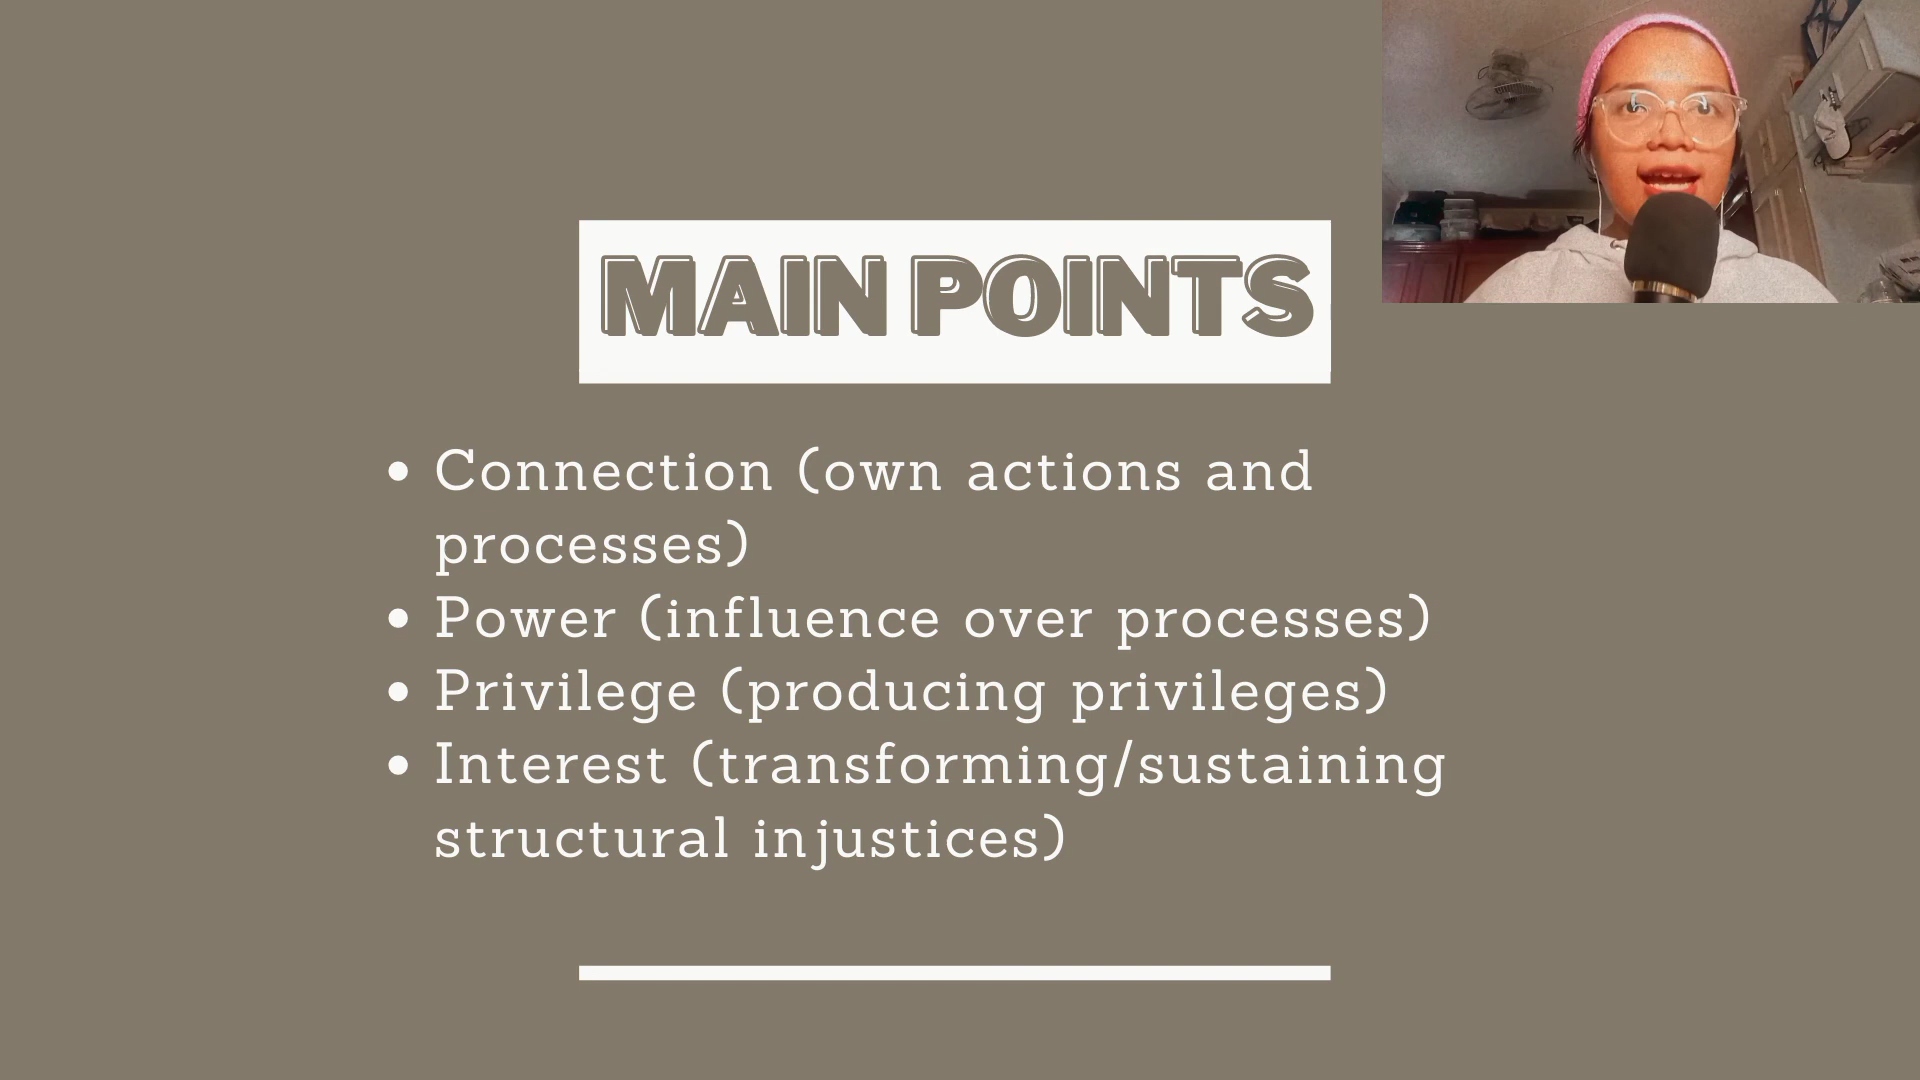 MAIN POINTS
• Connection (own actions and
processes)
• Power (influence over processes)
• Privilege (producing privileges)
• Interest (transforming/sustaining
structural injustices)